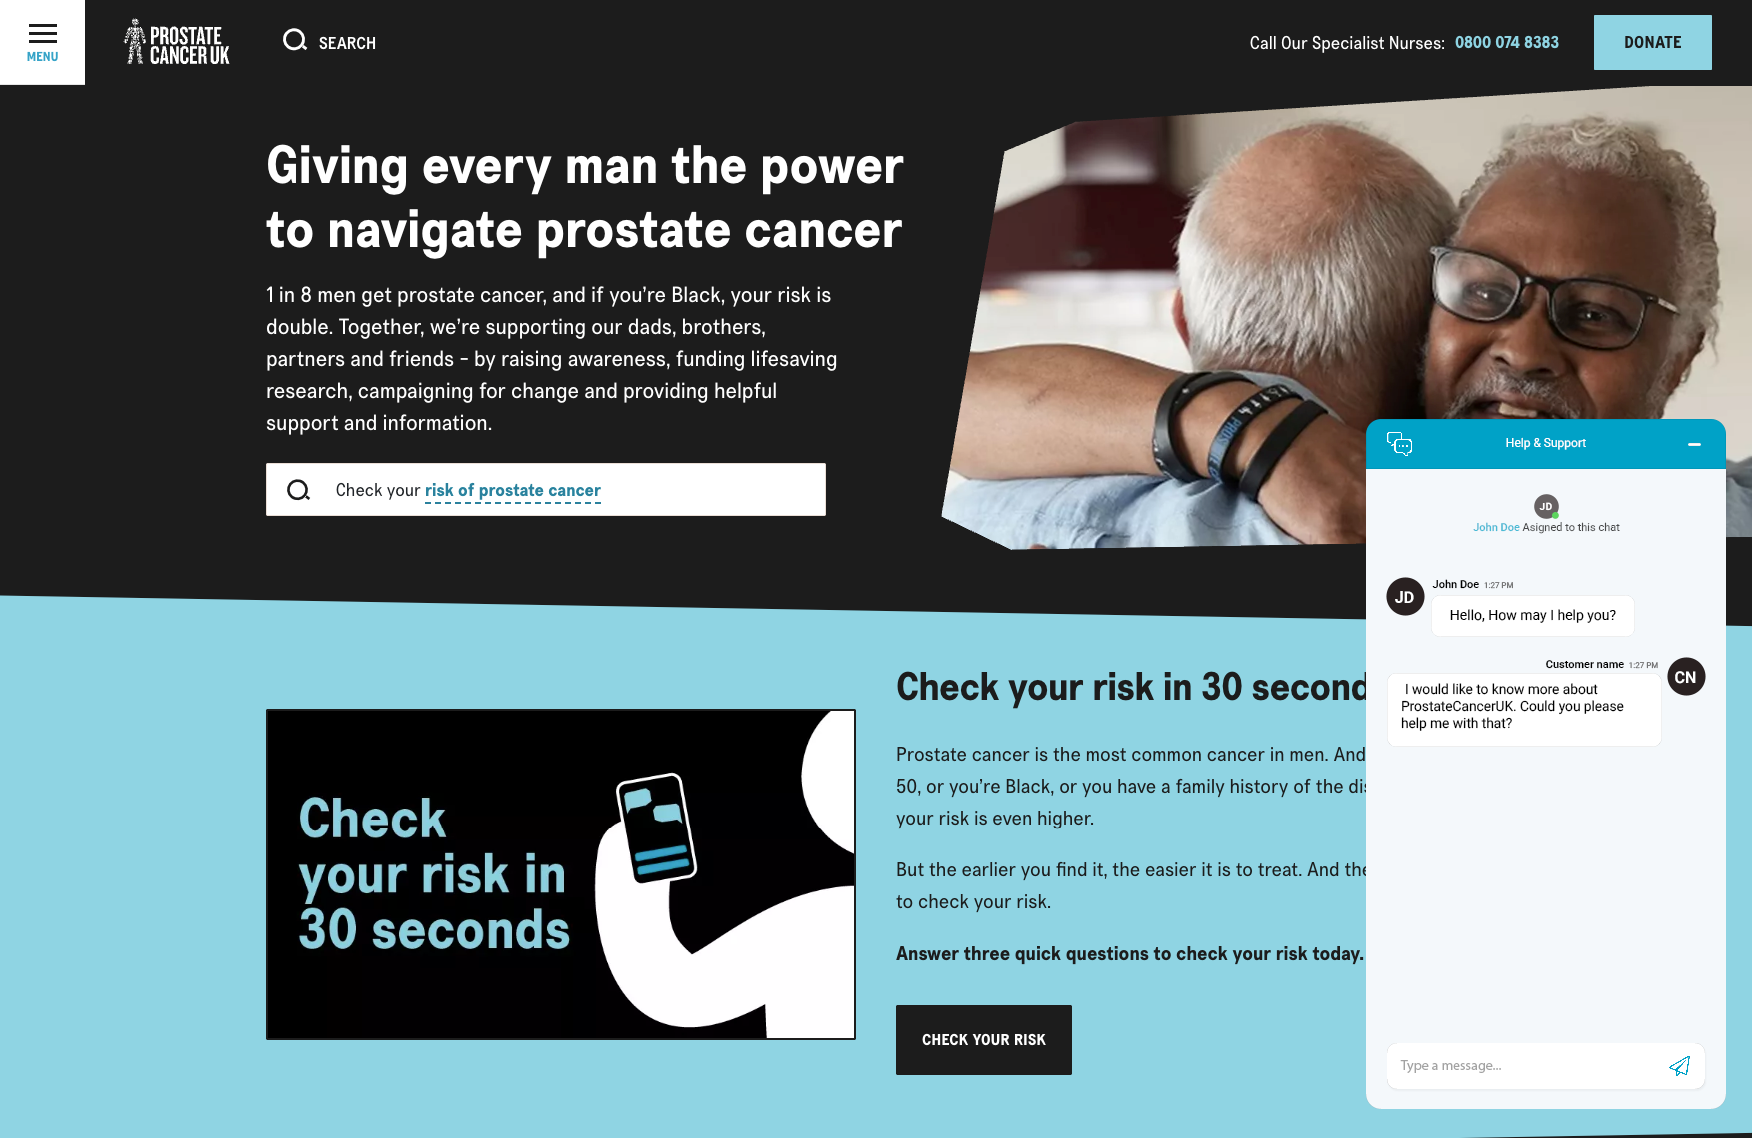 MENU
PROSTATE
CANCER UK
SEARCH
Call Our Specialist Nurses: 0800 074 8383
DONATE
Giving every man the power
to navigate prostate cancer
1 in 8 men get prostate cancer, and if you're Black, your risk is
double. Together, we're supporting our dads, brothers,
partners and friends - by raising awareness, funding lifesaving
research, campaigning for change and providing helpful
support and information.
Check your risk of prostate cancer
Check
your risk in
30 seconds
Check your risk in 30 second
Prostate cancer is the most common cancer in men. And
50, or you're Black, or you have a family history of the dis
your risk is even higher.
But the earlier you find it, the easier it is to treat. And the
to check your risk.
Answer three quick questions to check your risk today.
CHECK YOUR RISK
Help & Support
JD
John Doe Asigned to this chat
John Doe 1:27 PM
JD
Hello, How may I help you?
Customer name 1:27 PM
CN
I would like to know more about
ProstateCancerUK. Could you please
help me with that?
Type a message...